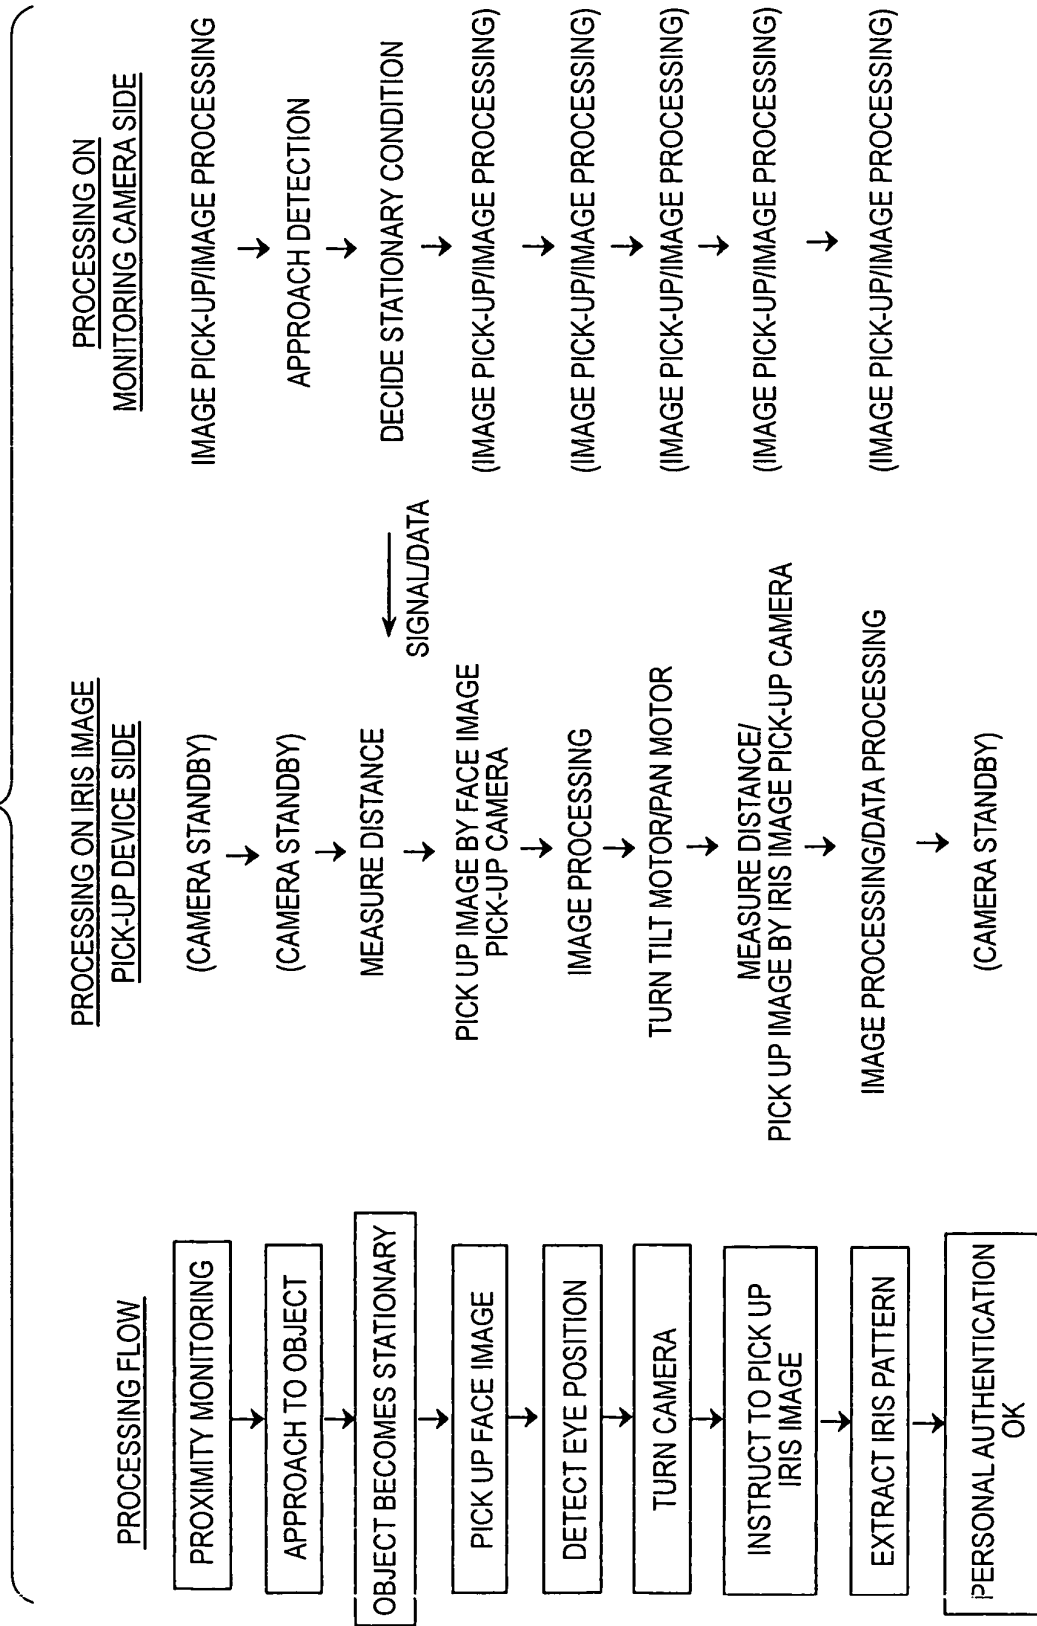 PROCESSING FLOW
PROXIMITY MONITORING
APPROACH TO OBJECT
OBJECT BECOMES STATIONARY
PICK UP FACE IMAGE
DETECT EYE POSITION
TURN CAMERA
INSTRUCT TO PICK UP
IRIS IMAGE
EXTRACT IRIS PATTERN
PERSONAL AUTHENTICATION
OK
PROCESSING ON IRIS IMAGE
PICK-UP DEVICE SIDE
(CAMERA STANDBY)
(CAMERA STANDBY)
MEASURE DISTANCE
PICK UP IMAGE BY FACE IMAGE
PICK-UP CAMERA
IMAGE PROCESSING
TURN TILT MOTOR/PAN MOTOR
MEASURE DISTANCE/
PICK UP IMAGE BY IRIS IMAGE PICK-UP CAMERA
IMAGE PROCESSING/DATA PROCESSING
(CAMERA STANDBY)
SIGNAL/DATA
PROCESSING ON
MONITORING CAMERA SIDE
IMAGE PICK-UP/IMAGE PROCESSING
APPROACH DETECTION
DECIDE STATIONARY CONDITION
(IMAGE PICK-UP/IMAGE PROCESSING)
(IMAGE PICK-UP/IMAGE PROCESSING)
(IMAGE PICK-UP/IMAGE PROCESSING)
(IMAGE PICK-UP/IMAGE PROCESSING)
(IMAGE PICK-UP/IMAGE PROCESSING)